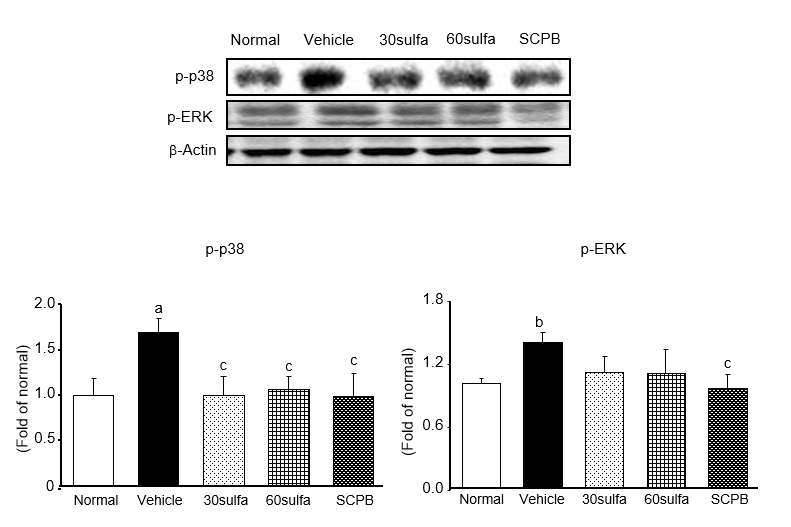 Normal Vehicle 30sulfa 60sulfa SCPB
p-p38
p-ERK
β-Actin
p-p38
2.0
1.5
1.0
0.5
0
(Fold of normal)
a
c
c
c
Normal Vehicle 30sulfa 60sulfa SCPB
p-ERK
1.8
1.2
0.6
0.0
(Fold of normal)
b
c
Normal Vehicle 30sulfa 60sulfa SCPB